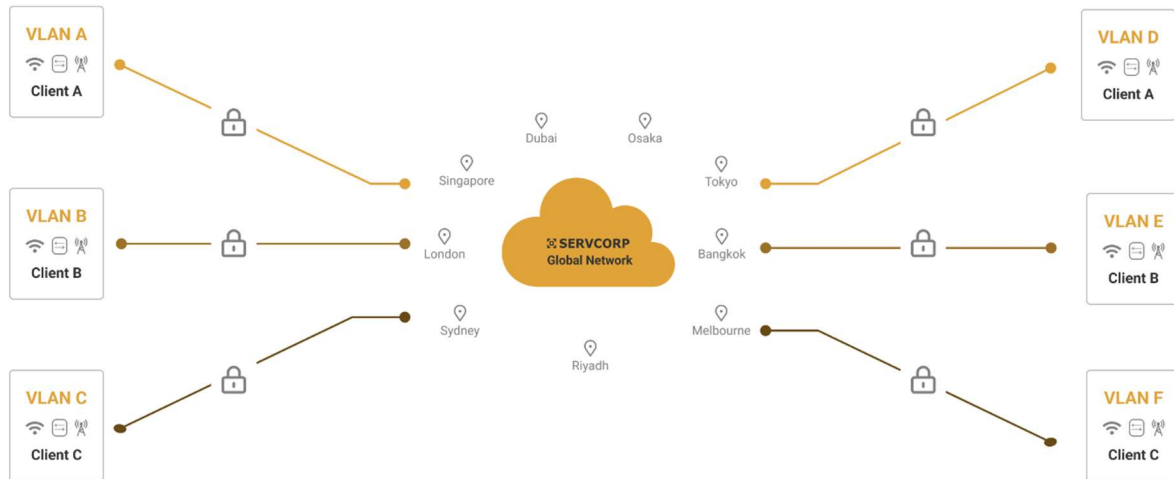 VLAN A
Client A
VLAN B
Client B
VLAN C
Client C
Dubai
Osaka
Singapore
Tokyo
London
Bangkok
Sydney
Melbourne
Riyadh
SERVCORP
Global Network
VLAN D
Client A
VLAN E
Client B
VLAN F
Client C